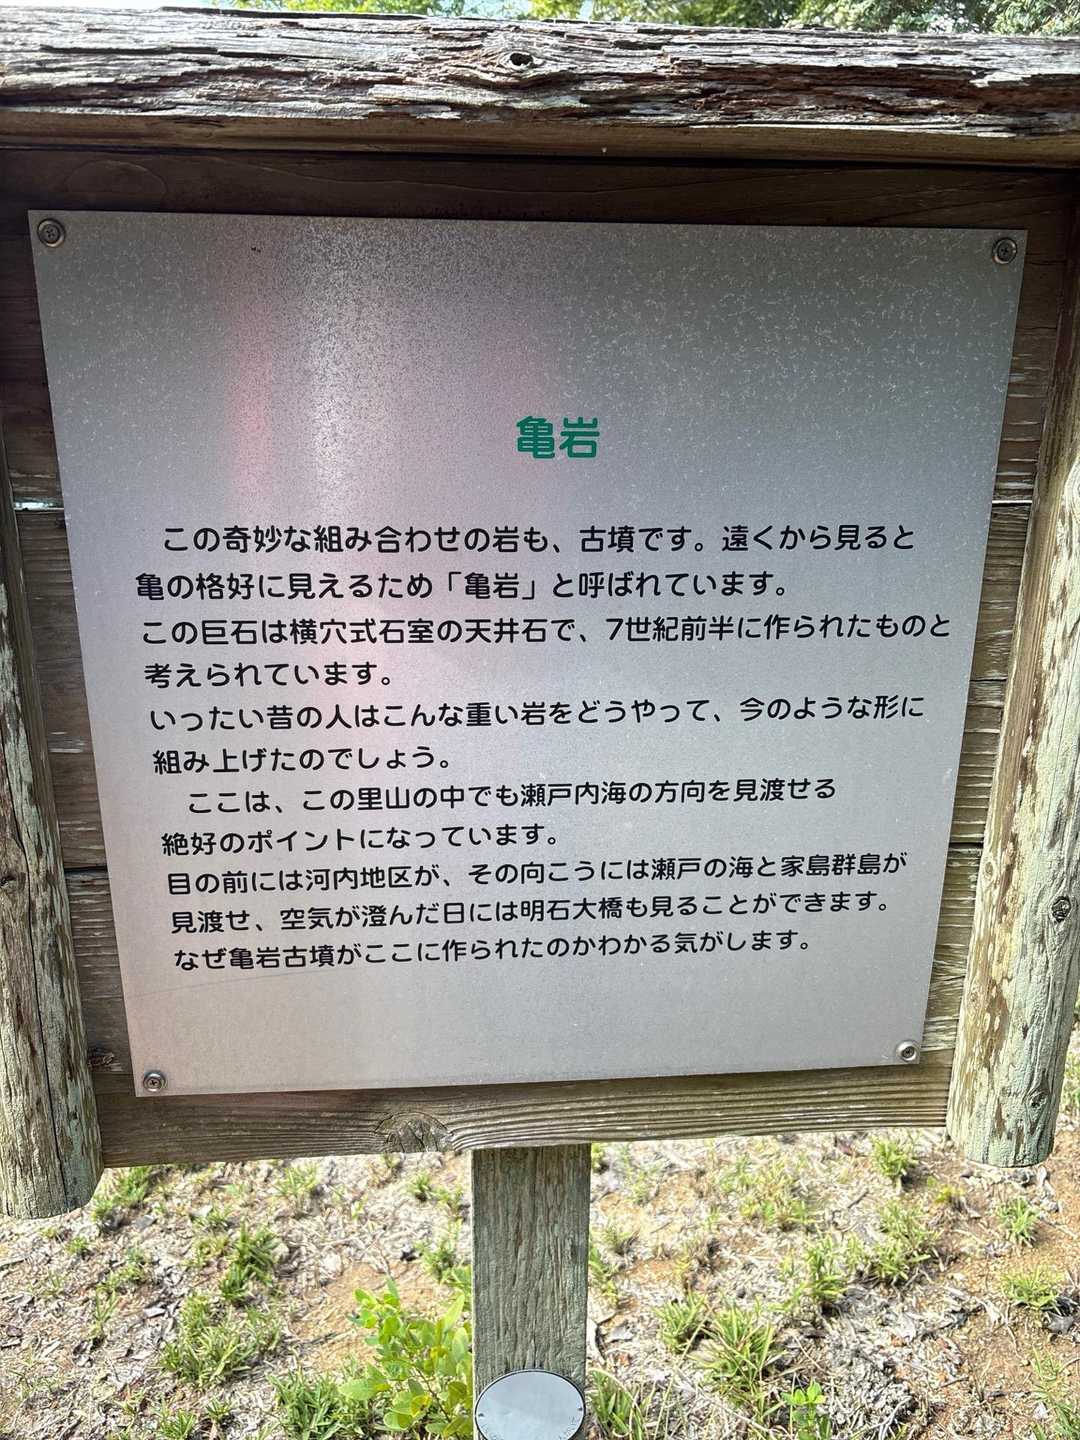 亀岩
この奇妙な組み合わせの岩も、古墳です。遠くから見ると
亀の格好に見えるため「亀岩」と呼ばれています。
この巨石は横穴式石室の天井石で、7世紀前半に作られたものと
考えられています。
いったい昔の人はこんな重い岩をどうやって、今のような形に
組み上げたのでしょう。
ここは、この里山の中でも瀬戸内海の方向を見渡せる
絶好のポイントになっています。
目の前には河内地区が、その向こうには瀬戸の海と家島群島が
見渡せ、空気が澄んだ日には明石大橋も見ることができます。
なぜ亀岩古墳がここに作られたのかわかる気がします。